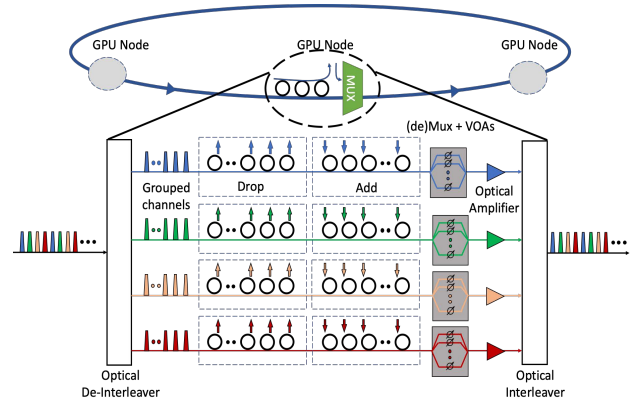 GPU Node
GPU Node
GPU Node
MUX
(de)Mux + VOAs
Grouped
channels
Drop
Add
Optical
Amplifier
Optical
De-Interleaver
Optical
Interleaver